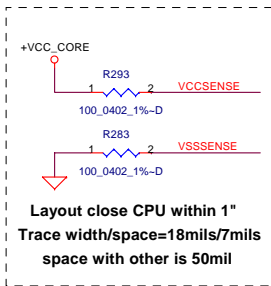 +VCC_CORE
R293
1 2 VCCSENSE
100_0402_1%~D
R283
1 2 VSSSENSE
100_0402_1%~D
Layout close CPU within 1"
Trace width/space=18mils/7mils
space with other is 50mil